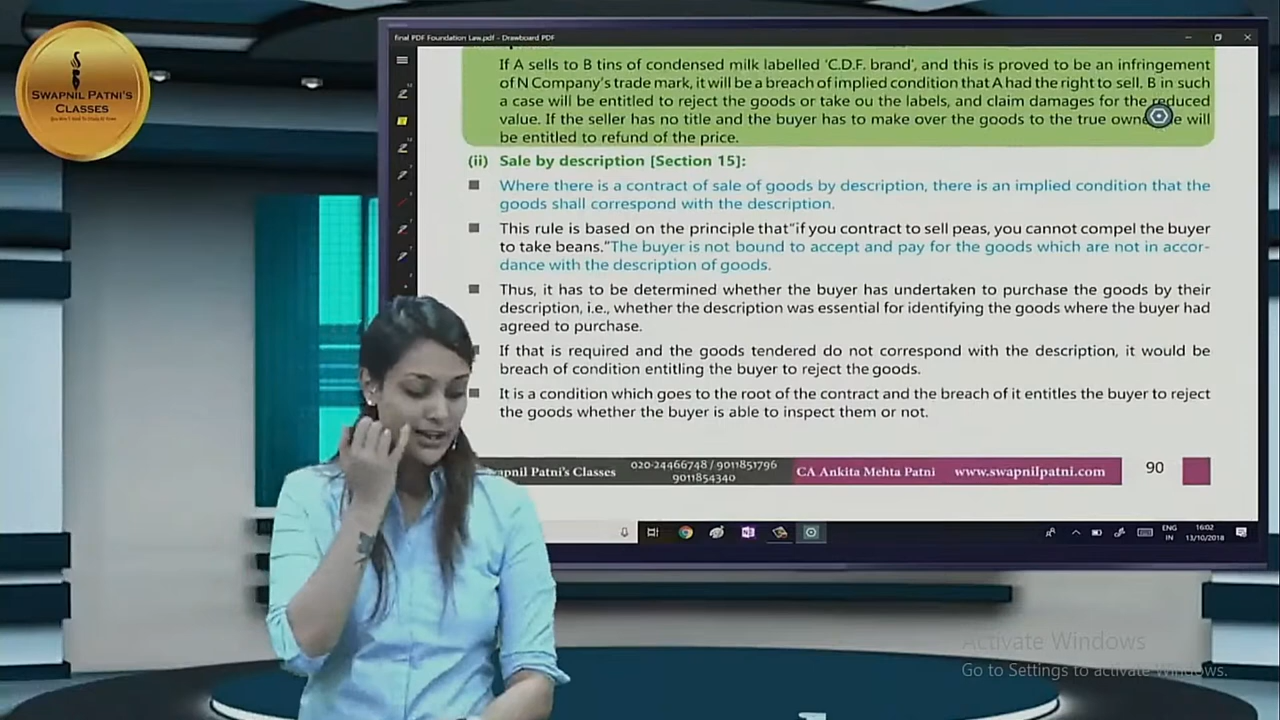 SWAPNIL PATNI'S
CLASSES
final PDF Foundation Law.pdf - Drawboard PDF
If A sells to B tins of condensed milk labelled 'C.D.F. brand', and this is proved to be an infringement
of N Company's trade mark, it will be a breach of implied condition that A had the right to sell. B in such
a case will be entitled to reject the goods or take ou the labels, and claim damages for the reduced
value. If the seller has no title and the buyer has to make over the goods to the true will
be entitled to refund of the price.
(ii) Sale by description [Section 15]:
Where there is a contract of sale of goods by description, there is an implied condition that the
goods shall correspond with the description.
This rule is based on the principle that"if you contract to sell peas, you cannot compel the buyer
to take beans."The buyer is not bound to accept and pay for the goods which are not in accor-
dance with the description of goods.
Thus, it has to be determined whether the buyer has undertaken to purchase the goods by their
description, i.e., whether the description was essential for identifying the goods where the buyer had
agreed to purchase.
If that is required and the goods tendered do not correspond with the description, it would be
breach of condition entitling the buyer to reject the goods.
It is a condition which goes to the root of the contract and the breach of it entitles the buyer to reject
the goods whether the buyer is able to inspect them or not.
apnil Patni's Classes 020-24466748 / 9011851796
9011854340
CA Ankita Mehta Patni www.swapnilpatni.com 90
ENG
IN
16:02
13/10/2018
Activate Windows
Go to Settings to activate Windows.